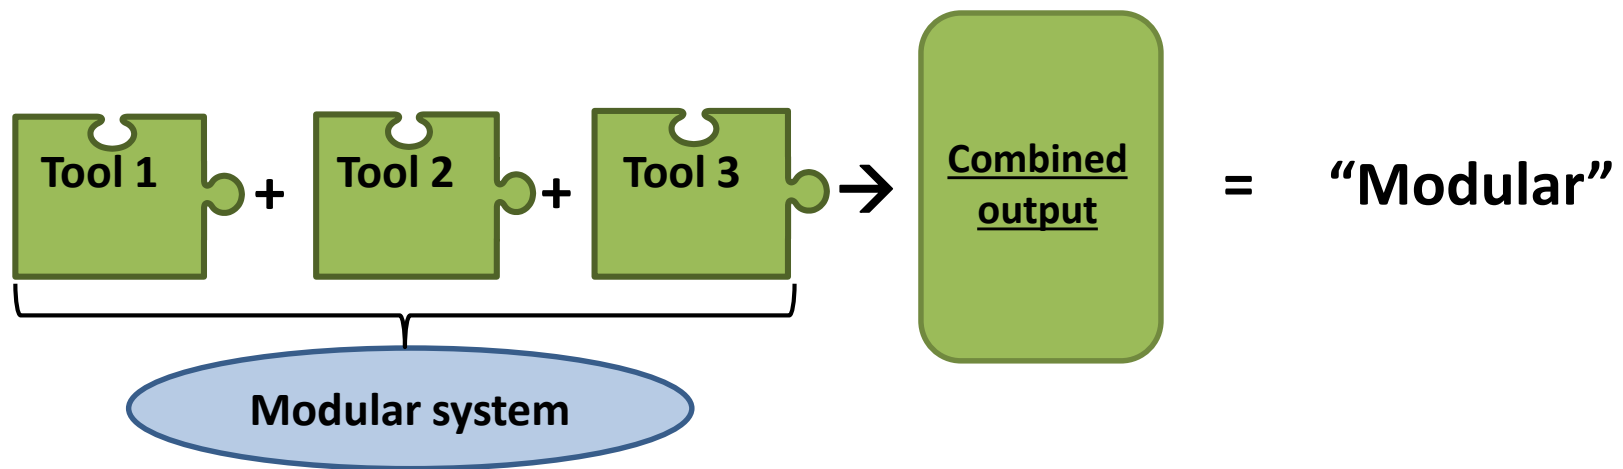 Tool 1 + Tool 2 + Tool 3 → Combined
output = “Modular”
Modular system